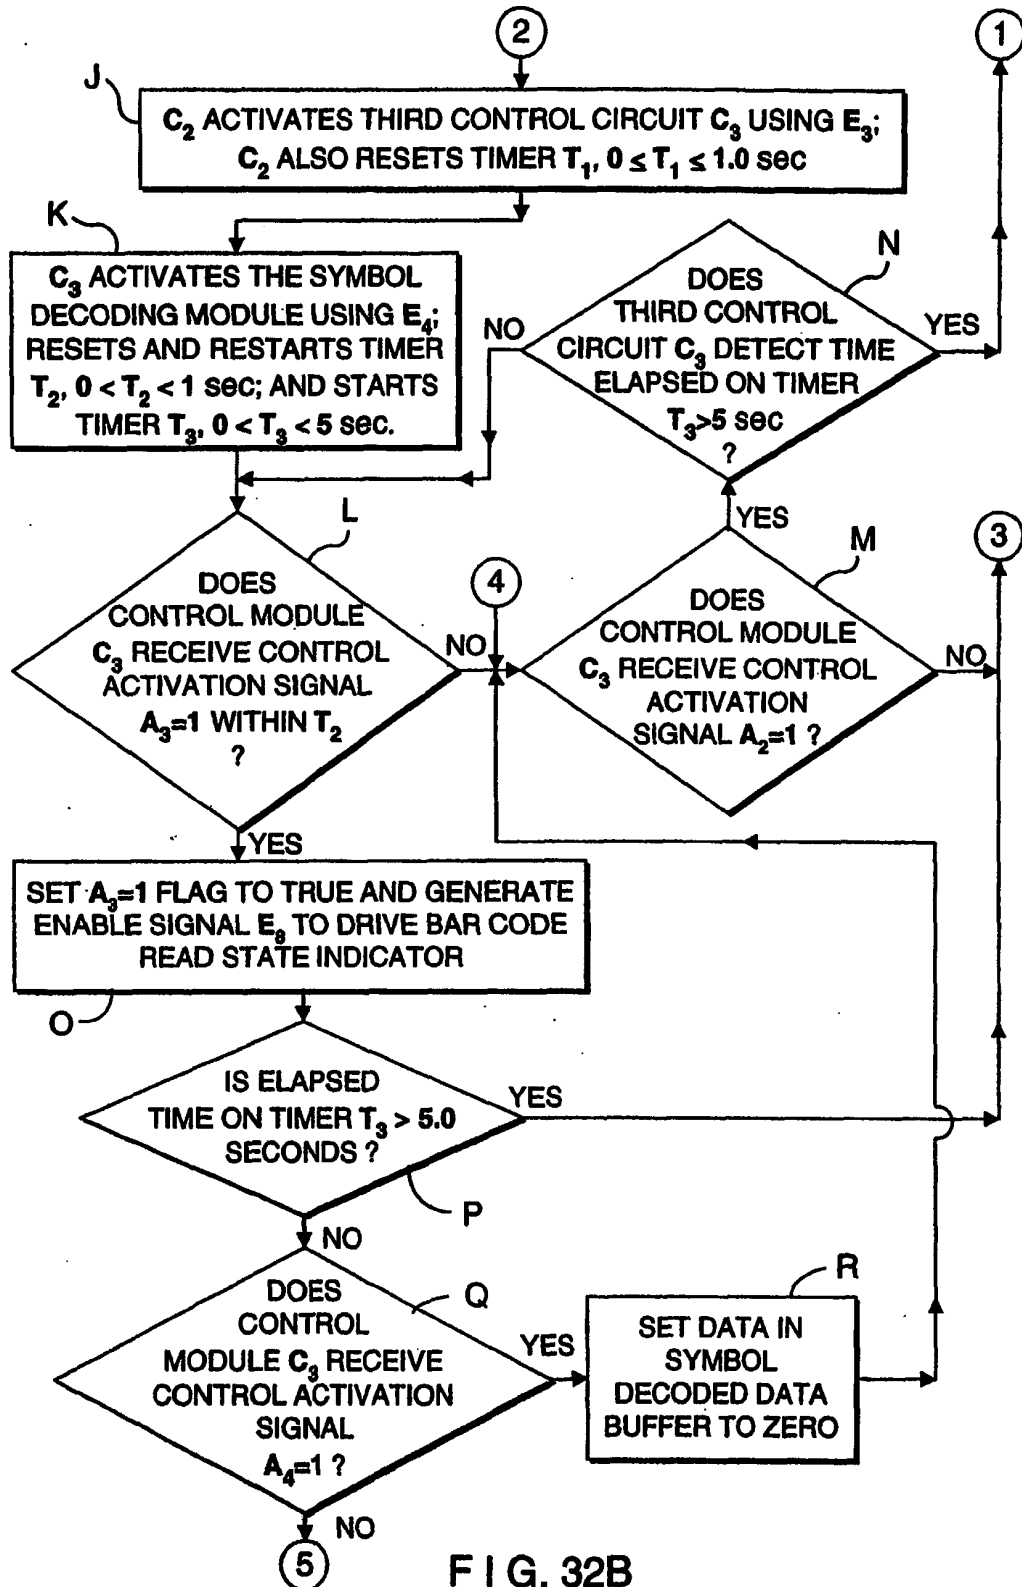 2
1
J
C2 ACTIVATES THIRD CONTROL CIRCUIT C3 USING E3;
C2 ALSO RESETS TIMER T1, 0 ≤ T1 ≤ 1.0 sec
K
C3 ACTIVATES THE SYMBOL
DECODING MODULE USING E4;
RESETS AND RESTARTS TIMER
T2, 0 < T2 < 1 sec; AND STARTS
TIMER T3, 0 < T3 < 5 sec.
N
DOES
THIRD CONTROL
CIRCUIT C3 DETECT TIME
ELAPSED ON TIMER
T3>5 sec
?
NO
YES
L
DOES
CONTROL MODULE
C3 RECEIVE CONTROL
ACTIVATION SIGNAL
A3=1 WITHIN T2
?
NO
YES
4
YES
M
3
DOES
CONTROL MODULE
C3 RECEIVE CONTROL
ACTIVATION
SIGNAL A2=1 ?
NO
SET A3=1 FLAG TO TRUE AND GENERATE
ENABLE SIGNAL E8 TO DRIVE BAR CODE
READ STATE INDICATOR
O
IS ELAPSED
TIME ON TIMER T3 > 5.0
SECONDS ?
YES
P
NO
Q
DOES
CONTROL
MODULE C3 RECEIVE
CONTROL ACTIVATION
SIGNAL
A4=1 ?
YES
R
SET DATA IN
SYMBOL
DECODED DATA
BUFFER TO ZERO
NO
5
FIG. 32B